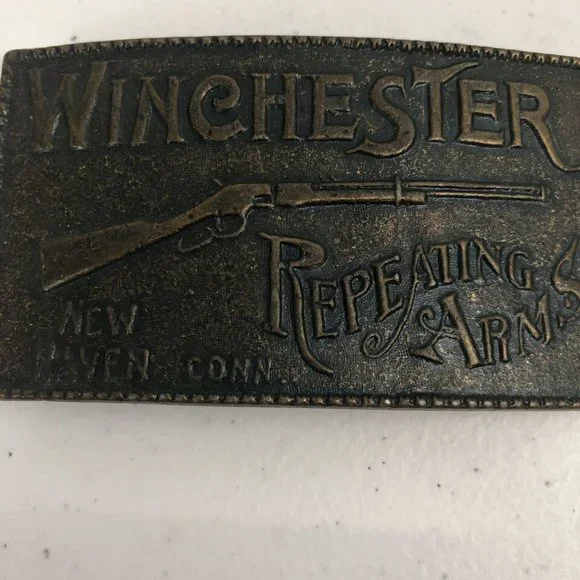 WINCHESTER
REPEATING
ARMS
NEW
HAVEN CONN